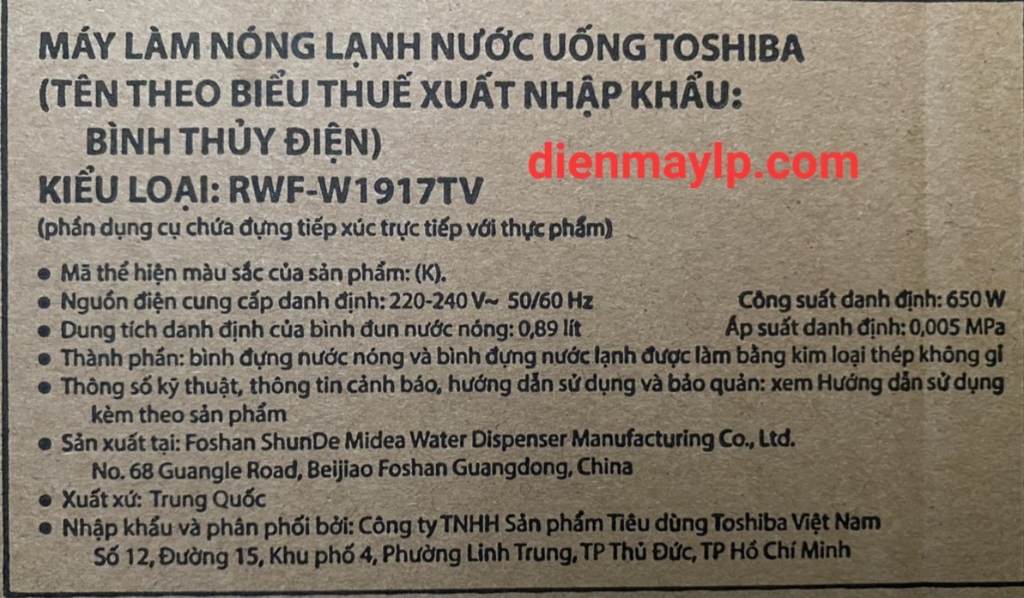 MÁY LÀM NÓNG LẠNH NƯỚC UỐNG TOSHIBA
(TÊN THEO BIỂU THUẾ XUẤT NHẬP KHẨU:
BÌNH THỦY ĐIỆN)
dienmaylp.com
KIỂU LOẠI: RWF-W1917TV
(phần dụng cụ chứa đựng tiếp xúc trực tiếp với thực phẩm)
• Mã thể hiện màu sắc của sản phẩm: (K).
• Nguồn điện cung cấp danh định: 220-240 V~ 50/60 Hz Công suất danh định: 650 W
• Dung tích danh định của bình đun nước nóng: 0,89 lít Áp suất danh định: 0,005 MPa
• Thành phần: bình đựng nước nóng và bình đựng nước lạnh được làm bằng kim loại thép không gỉ
• Thông số kỹ thuật, thông tin cảnh báo, hướng dẫn sử dụng và bảo quản: xem Hướng dẫn sử dụng
kèm theo sản phẩm
• Sản xuất tại: Foshan ShunDe Midea Water Dispenser Manufacturing Co., Ltd.
No. 68 Guangle Road, Beijiao Foshan Guangdong, China
• Xuất xứ: Trung Quốc
• Nhập khẩu và phân phối bởi: Công ty TNHH Sản phẩm Tiêu dùng Toshiba Việt Nam
Số 12, Đường 15, Khu phố 4, Phường Linh Trung, TP Thủ Đức, TP Hồ Chí Minh